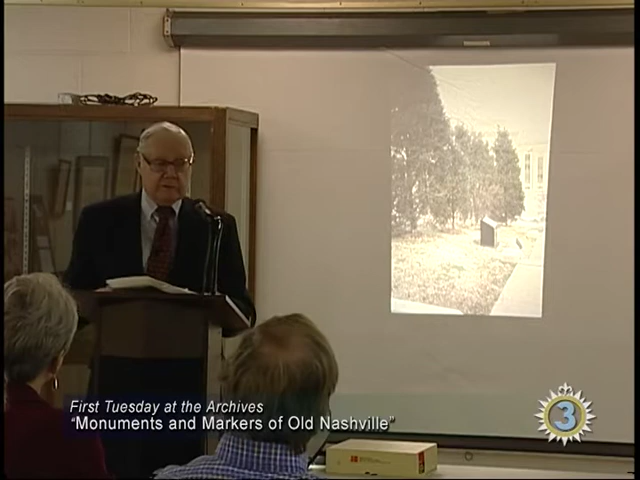 First Tuesday at the Archives
"Monuments and Markers of Old Nashville"
3